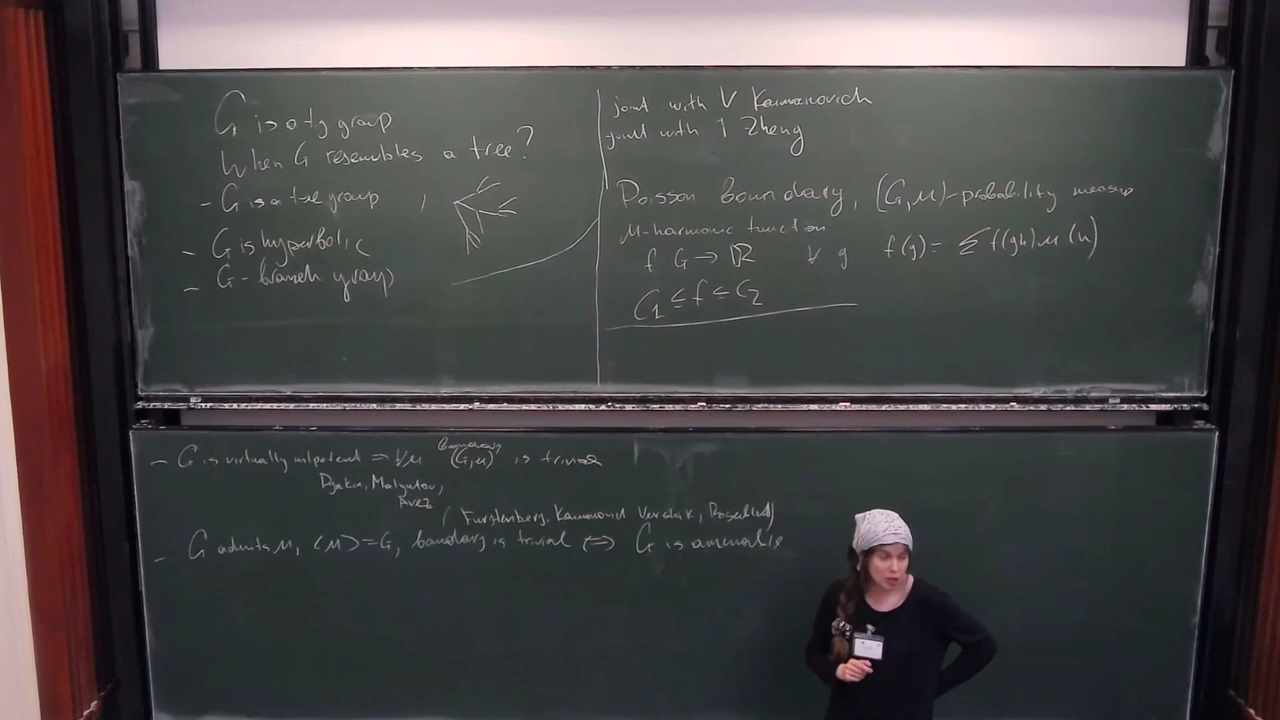 G is a fg group
When G resembles a tree?
- G is a free group ,
- G is hyperbolic
- G - branch group
joint with V Kaimanovich
joint with T Zheng
Poisson boundary, (G,μ) - probability measure
μ-harmonic function
f G → ℝ ∀ g f(g) = Σ f(gh) μ(h)
C1 ≤ f ≤ C2
- G is virtually nilpotent ⇒ ∀μ boundary (G,μ) is trivial
Dynkin, Malyutov,
Avez
(Furstenberg, Kaimanovich Vershik, Rosenblatt)
- G admits μ, ⟨μ⟩=G, boundary is trivial ⇔ G is amenable